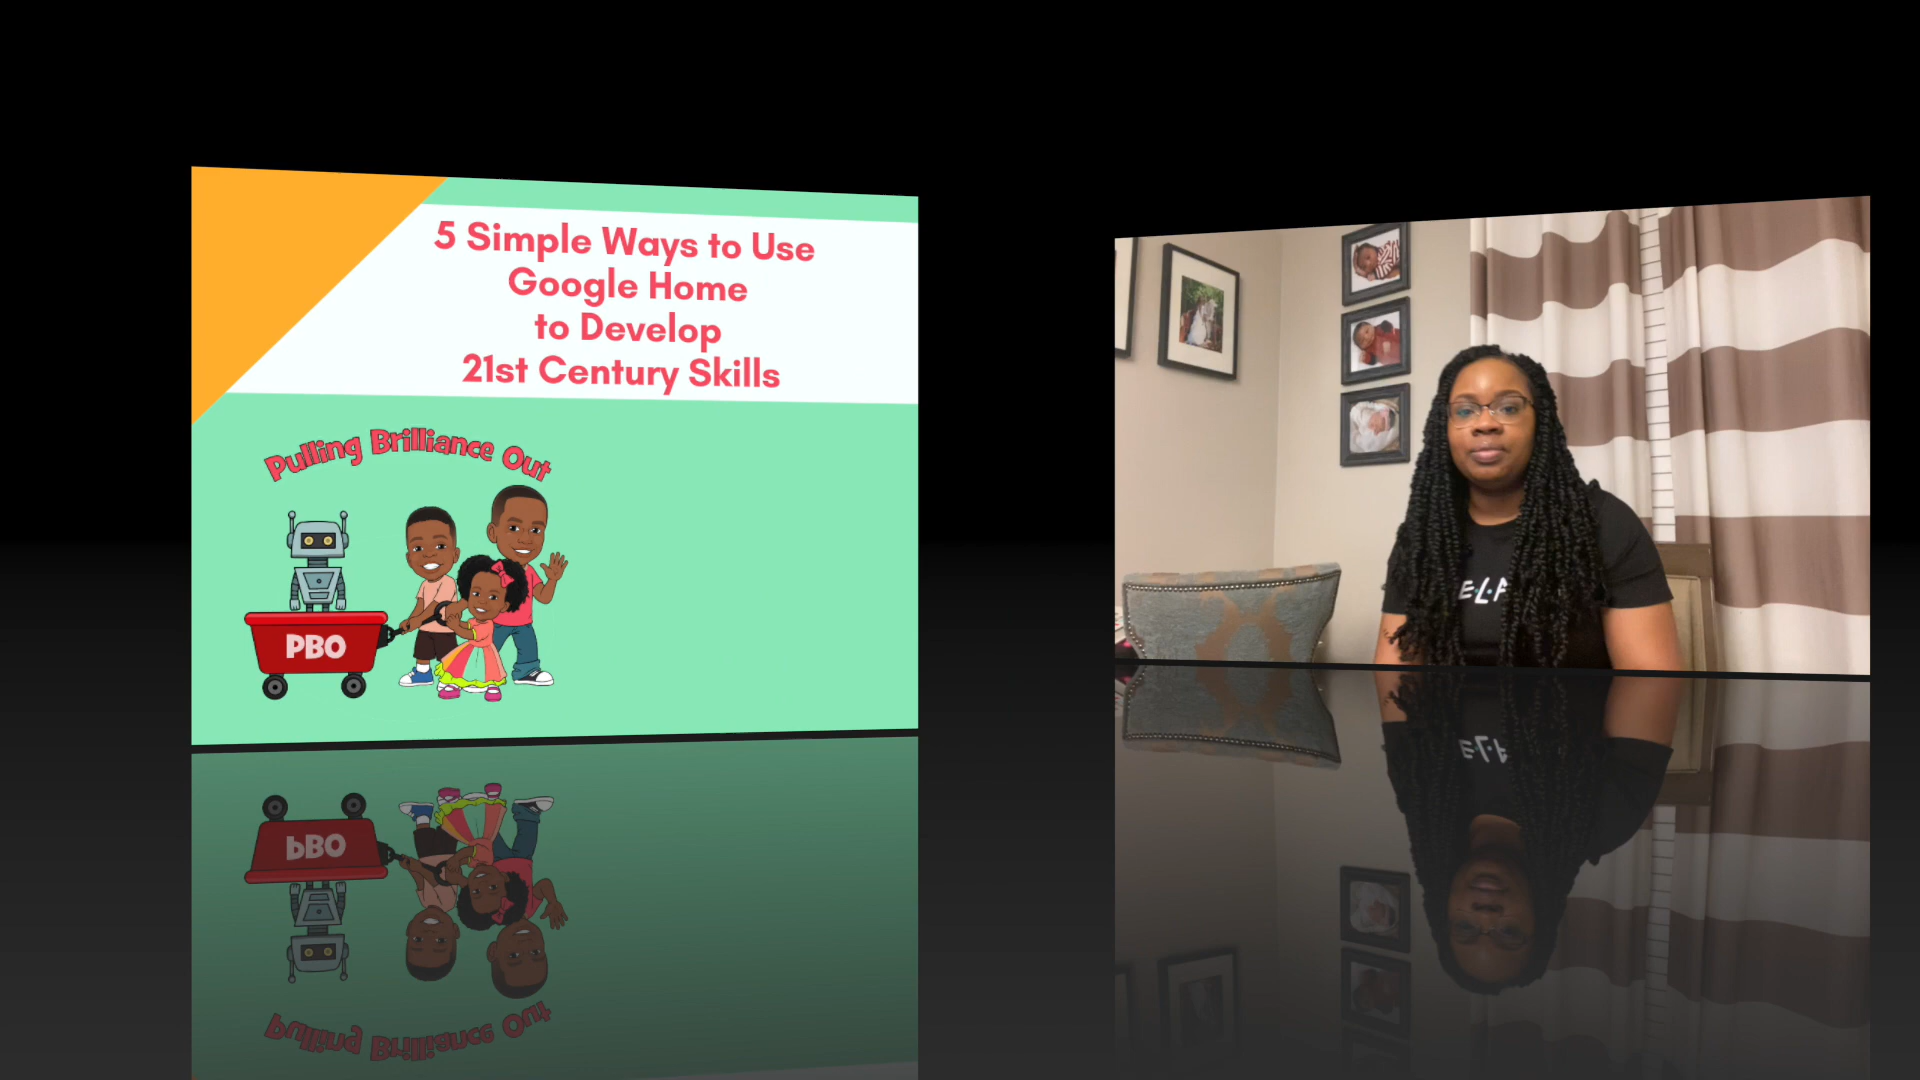 5 Simple Ways to Use
Google Home
to Develop
21st Century Skills
Pulling Brilliance Out
PBO